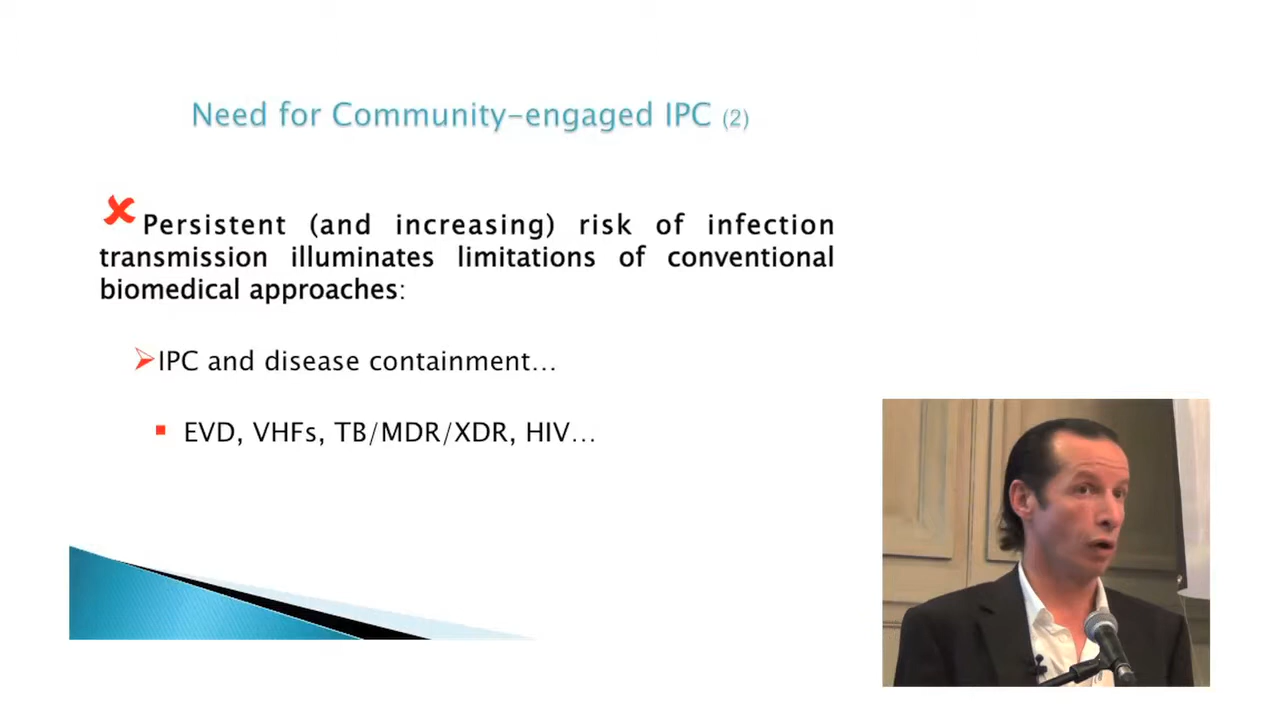 Need for Community-engaged IPC (2)
Persistent (and increasing) risk of infection
transmission illuminates limitations of conventional
biomedical approaches:
IPC and disease containment…
EVD, VHFs, TB/MDR/XDR, HIV…